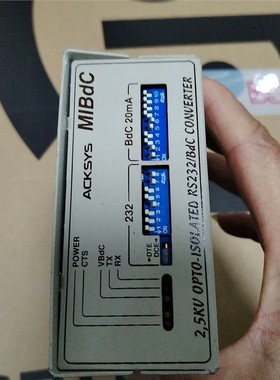 ACKSYS
MIBdC
BdC 20mA
232
DTE
DCE
POWER
CTS
VBdC
TX
RX
2,5KV OPTO-ISOLATED RS232/BdC CONVERTER